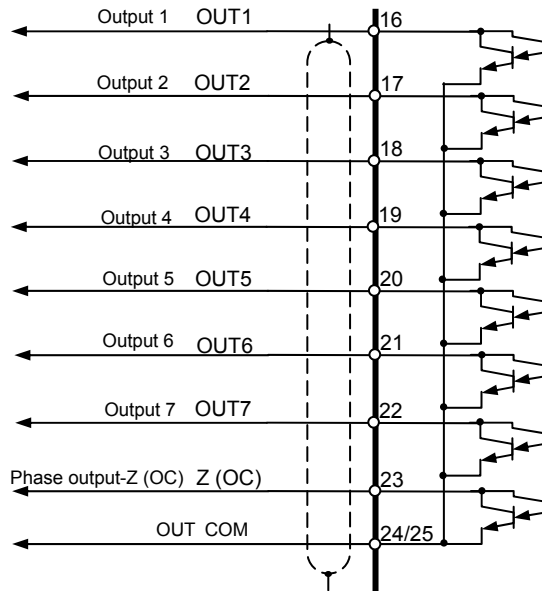 Output 1 OUT1 16
Output 2 OUT2 17
Output 3 OUT3 18
Output 4 OUT4 19
Output 5 OUT5 20
Output 6 OUT6 21
Output 7 OUT7 22
Phase output-Z (OC) Z (OC) 23
OUT COM 24/25